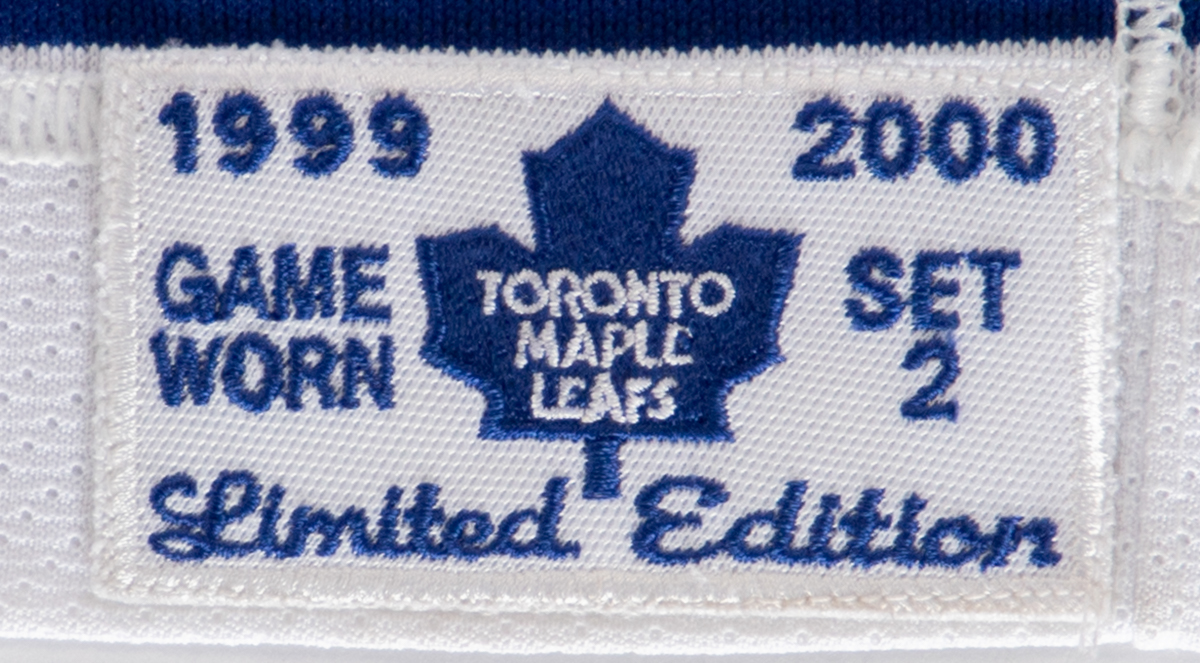 1999 2000
GAME
WORN
TORONTO
MAPLE
LEAFS
SET
2
Limited Edition